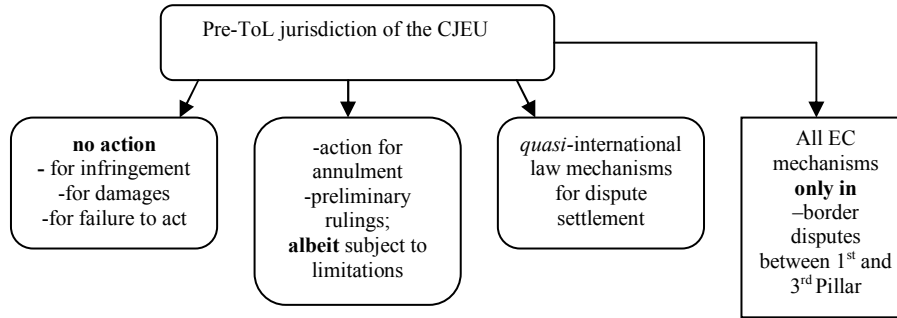 Pre-ToL jurisdiction of the CJEU
no action
- for infringement
-for damages
-for failure to act
-action for
annulment
-preliminary
rulings;
albeit subject to
limitations
quasi-international
law mechanisms
for dispute
settlement
All EC
mechanisms
only in
–border
disputes
between 1st and
3rd Pillar